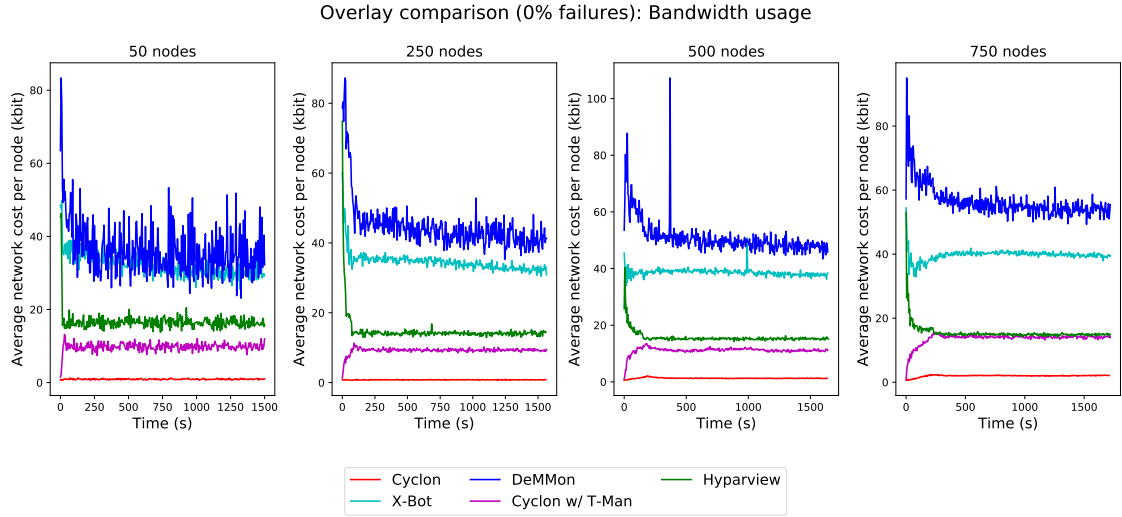 Overlay comparison (0% failures): Bandwidth usage
50 nodes
Average network cost per node (kbit)
80
60
40
20
0
0 250 500 750 1000 1250 1500
Time (s)
250 nodes
Average network cost per node (kbit)
80
60
40
20
0
0 250 500 750 1000 1250 1500
Time (s)
500 nodes
Average network cost per node (kbit)
100
80
60
40
20
0
0 500 1000 1500
Time (s)
750 nodes
Average network cost per node (kbit)
80
60
40
20
0
0 500 1000 1500
Time (s)
Cyclon DeMMon Hyparview
X-Bot Cyclon w/ T-Man